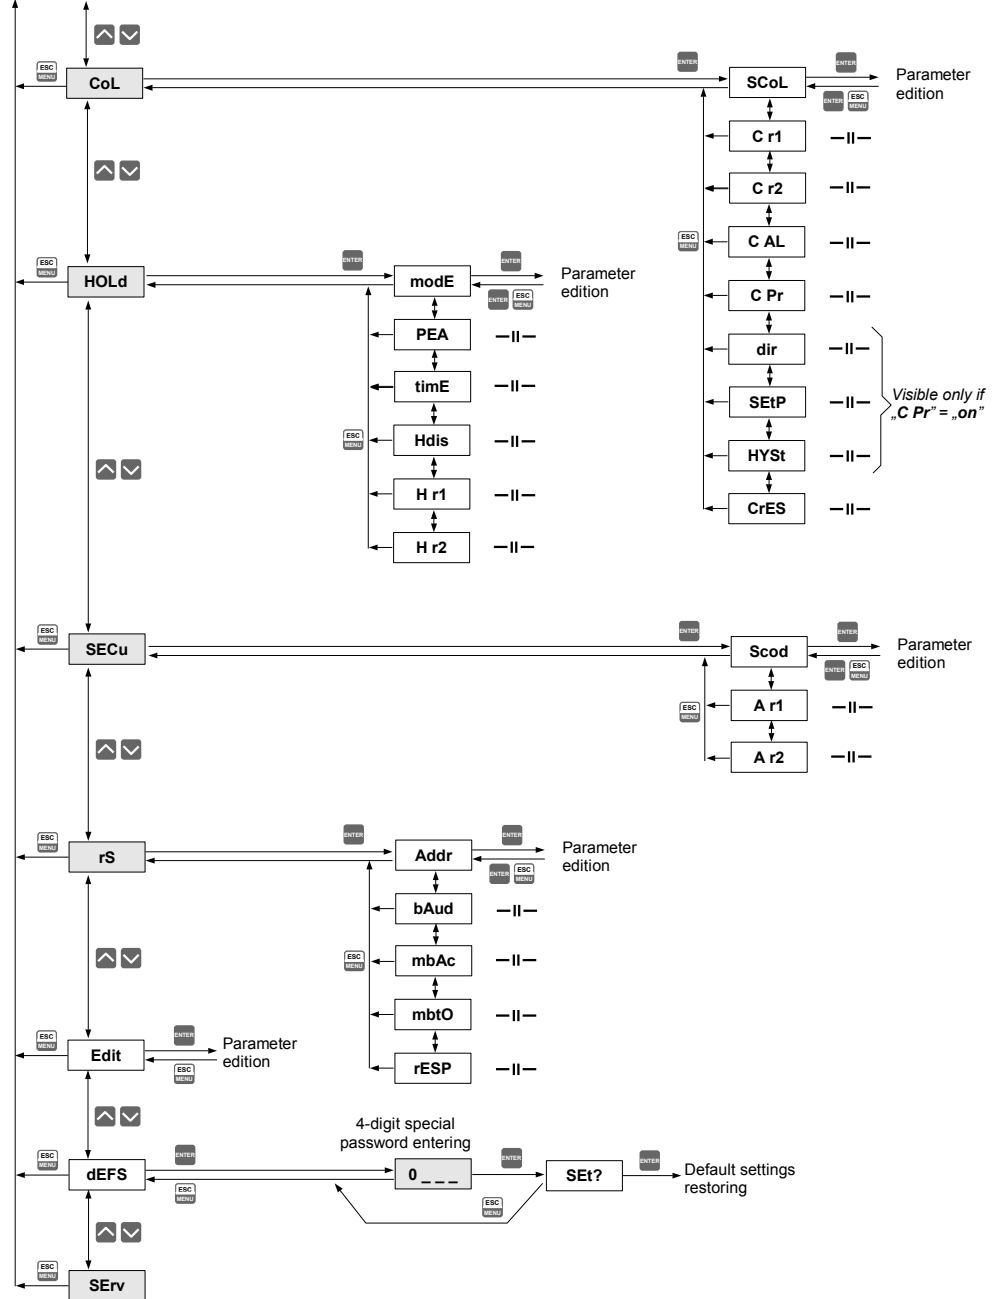 ESC
MENU
CoL
ENTER
SCoL
ENTER
ENTER
ESC
MENU
Parameter
edition
C r1
–II–
C r2
–II–
ESC
MENU
C AL
–II–
C Pr
–II–
dir
–II–
SEtP
–II–
HYSt
–II–
Visible only if
„C Pr” = „on”
CrES
–II–
ESC
MENU
HOLd
ENTER
modE
ENTER
ENTER
ESC
MENU
Parameter
edition
PEA
–II–
timE
–II–
ESC
MENU
Hdis
–II–
H r1
–II–
H r2
–II–
ESC
MENU
SECu
ENTER
Scod
ENTER
ENTER
ESC
MENU
Parameter
edition
ESC
MENU
A r1
–II–
A r2
–II–
ESC
MENU
rS
ENTER
Addr
ENTER
ENTER
ESC
MENU
Parameter
edition
bAud
–II–
ESC
MENU
mbAc
–II–
mbtO
–II–
rESP
–II–
ESC
MENU
Edit
ENTER
ESC
MENU
Parameter
edition
ESC
MENU
dEFS
ENTER
ESC
MENU
4-digit special
password entering
0 _ _ _
ENTER
ESC
MENU
SEt?
ENTER
Default settings
restoring
ESC
MENU
SErv